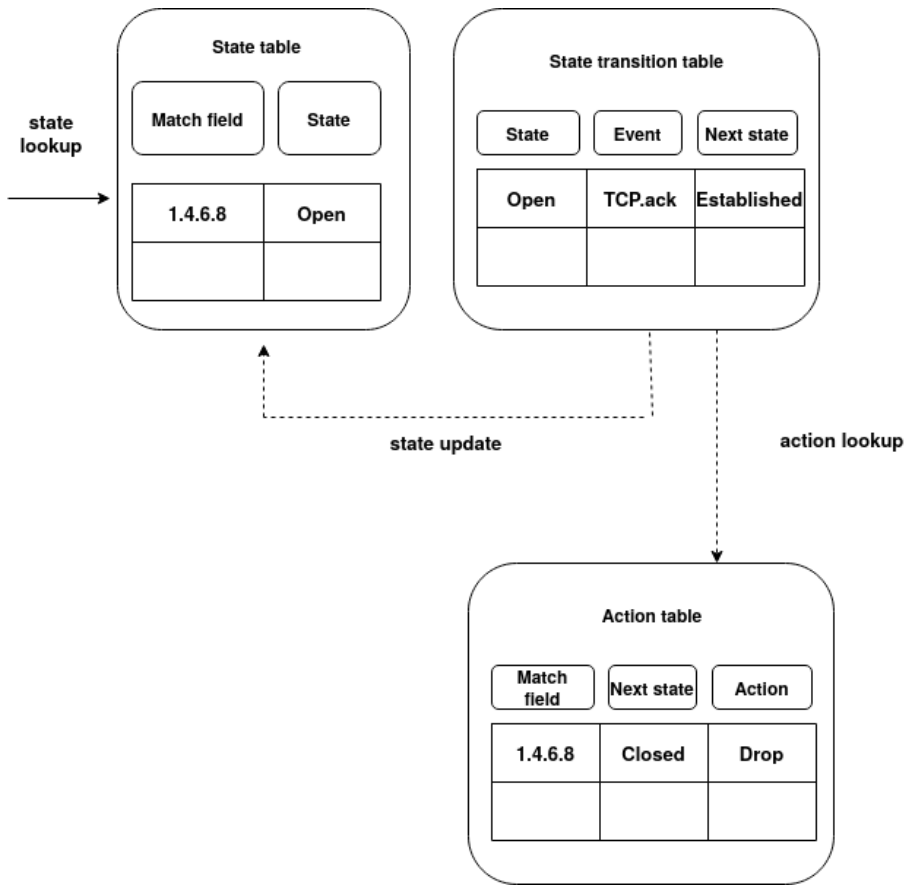 state
lookup
State table
Match field
State
1.4.6.8
Open
State transition table
State
Event
Next state
Open
TCP.ack
Established
state update
action lookup
Action table
Match
field
Next state
Action
1.4.6.8
Closed
Drop